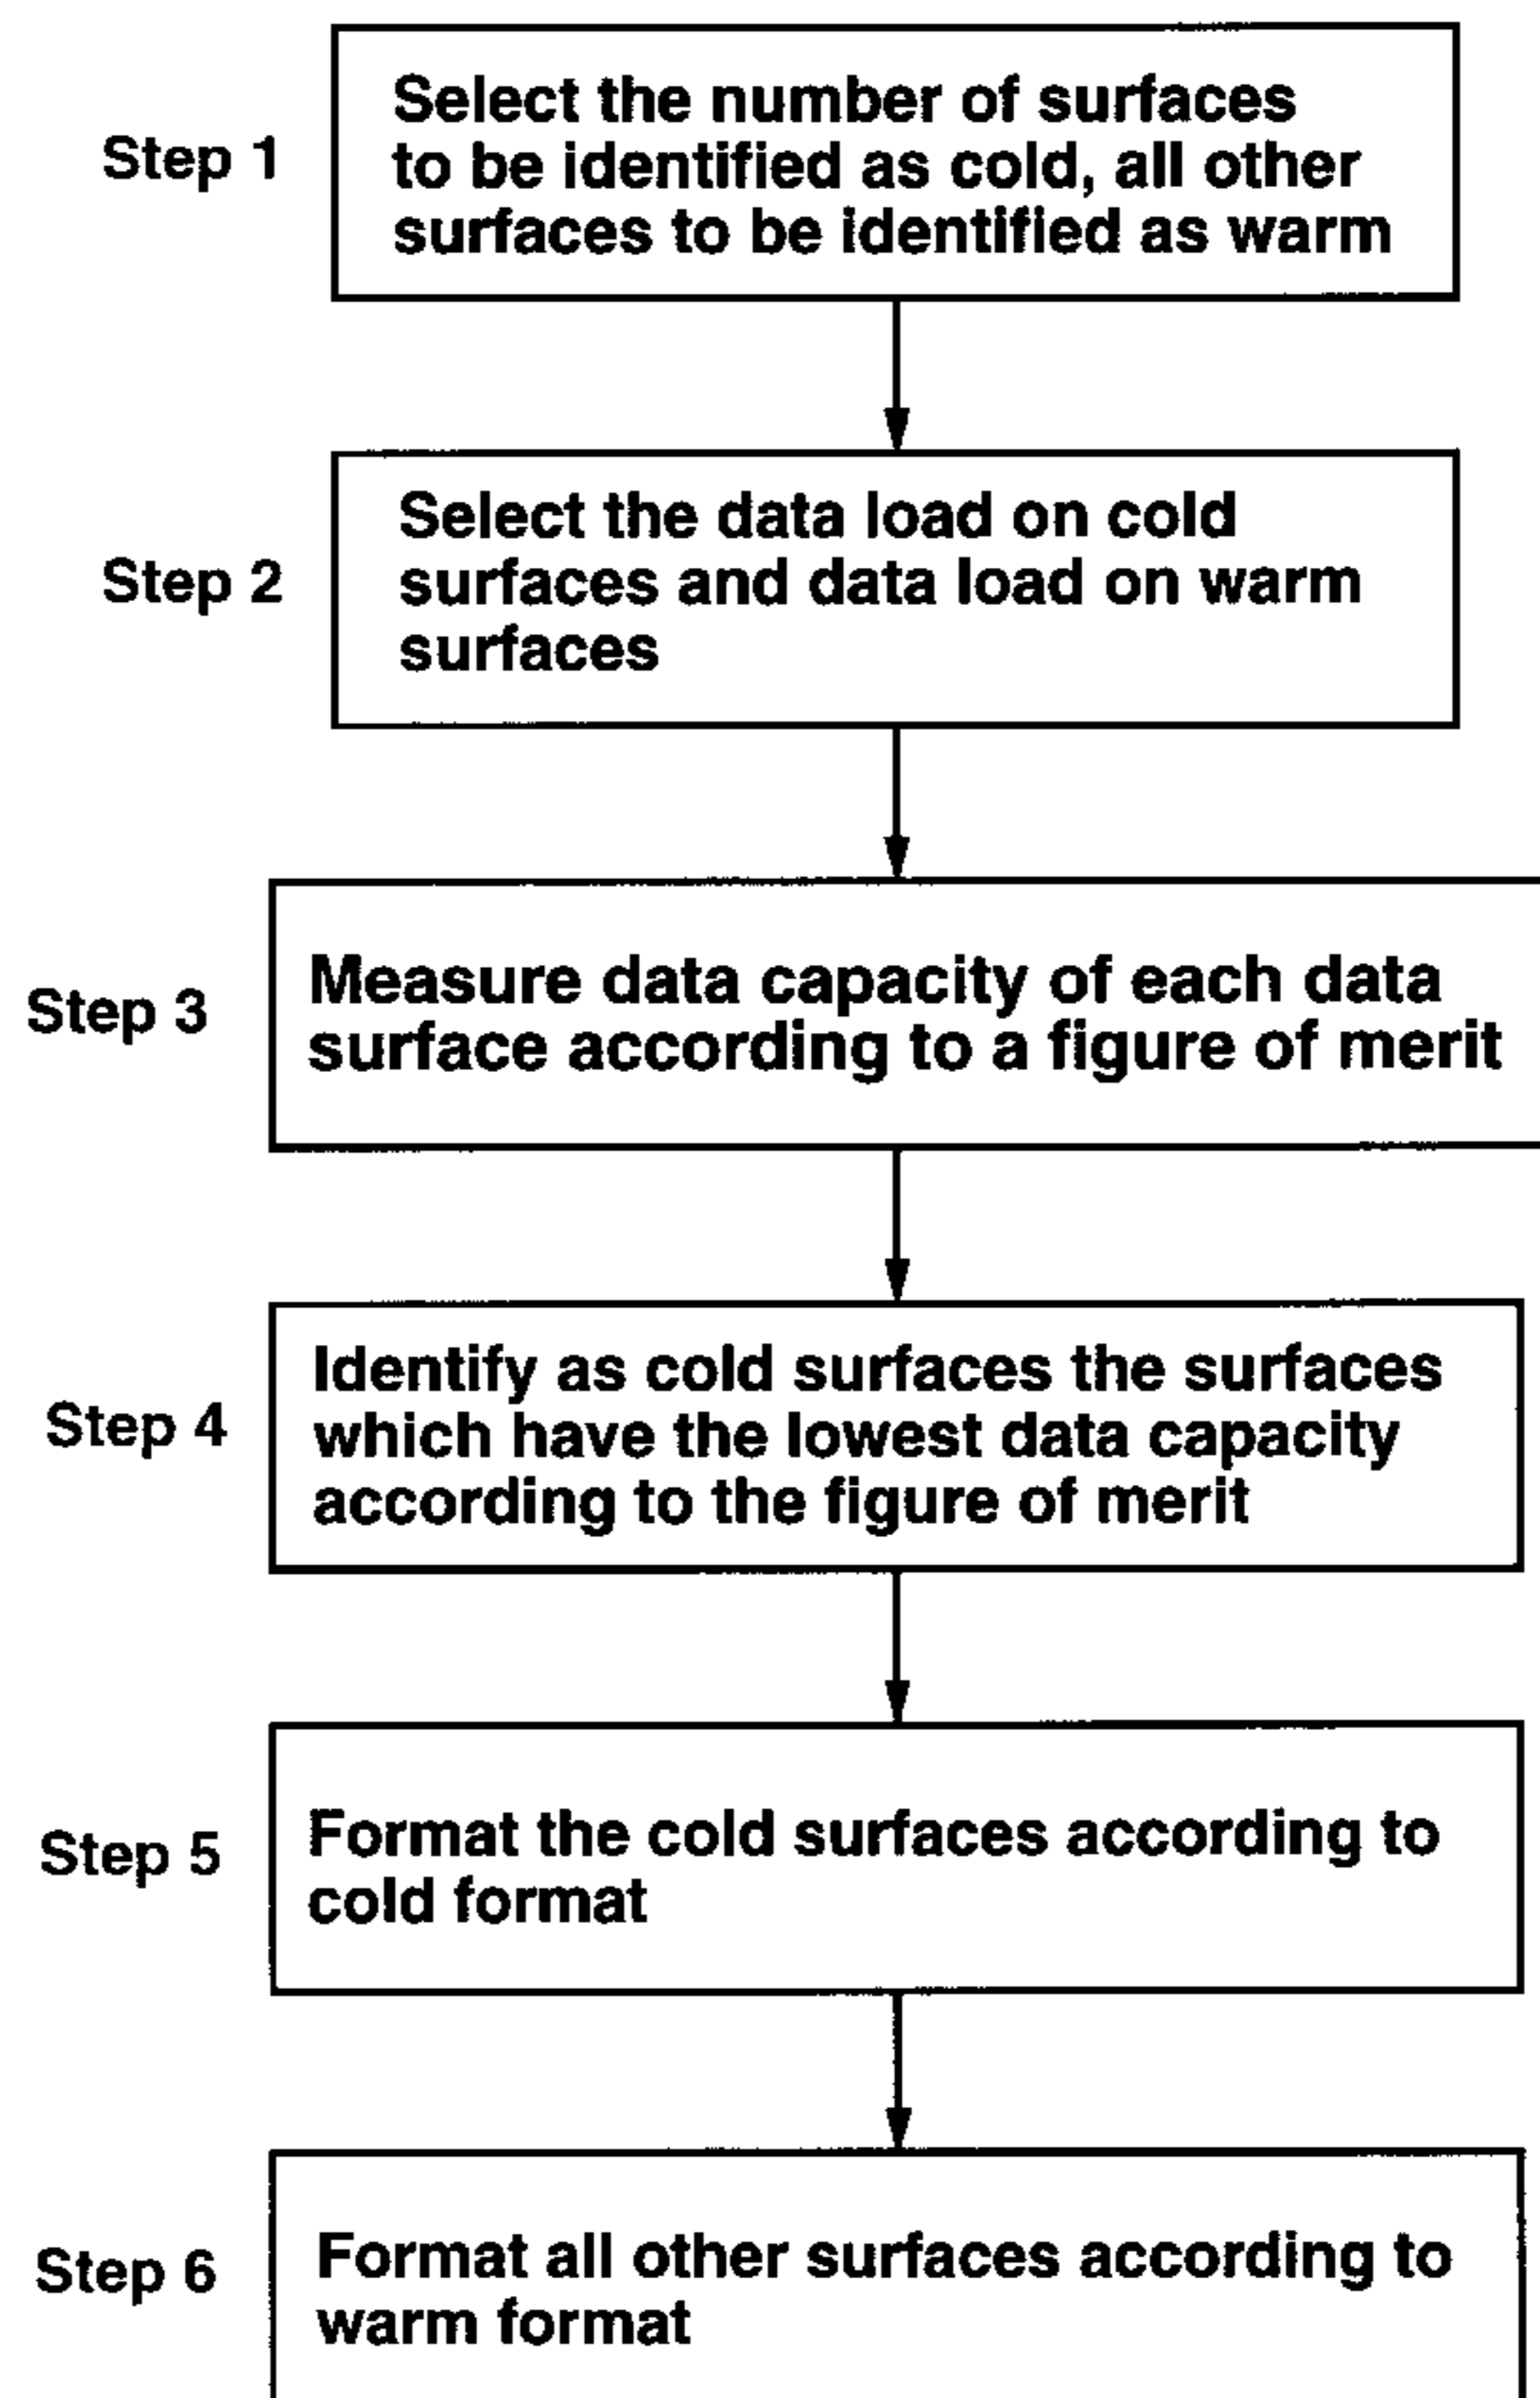 Step 1
Select the number of surfaces
to be identified as cold, all other
surfaces to be identified as warm
Step 2
Select the data load on cold
surfaces and data load on warm
surfaces
Step 3
Measure data capacity of each data
surface according to a figure of merit
Step 4
Identify as cold surfaces the surfaces
which have the lowest data capacity
according to the figure of merit
Step 5
Format the cold surfaces according to
cold format
Step 6
Format all other surfaces according to
warm format